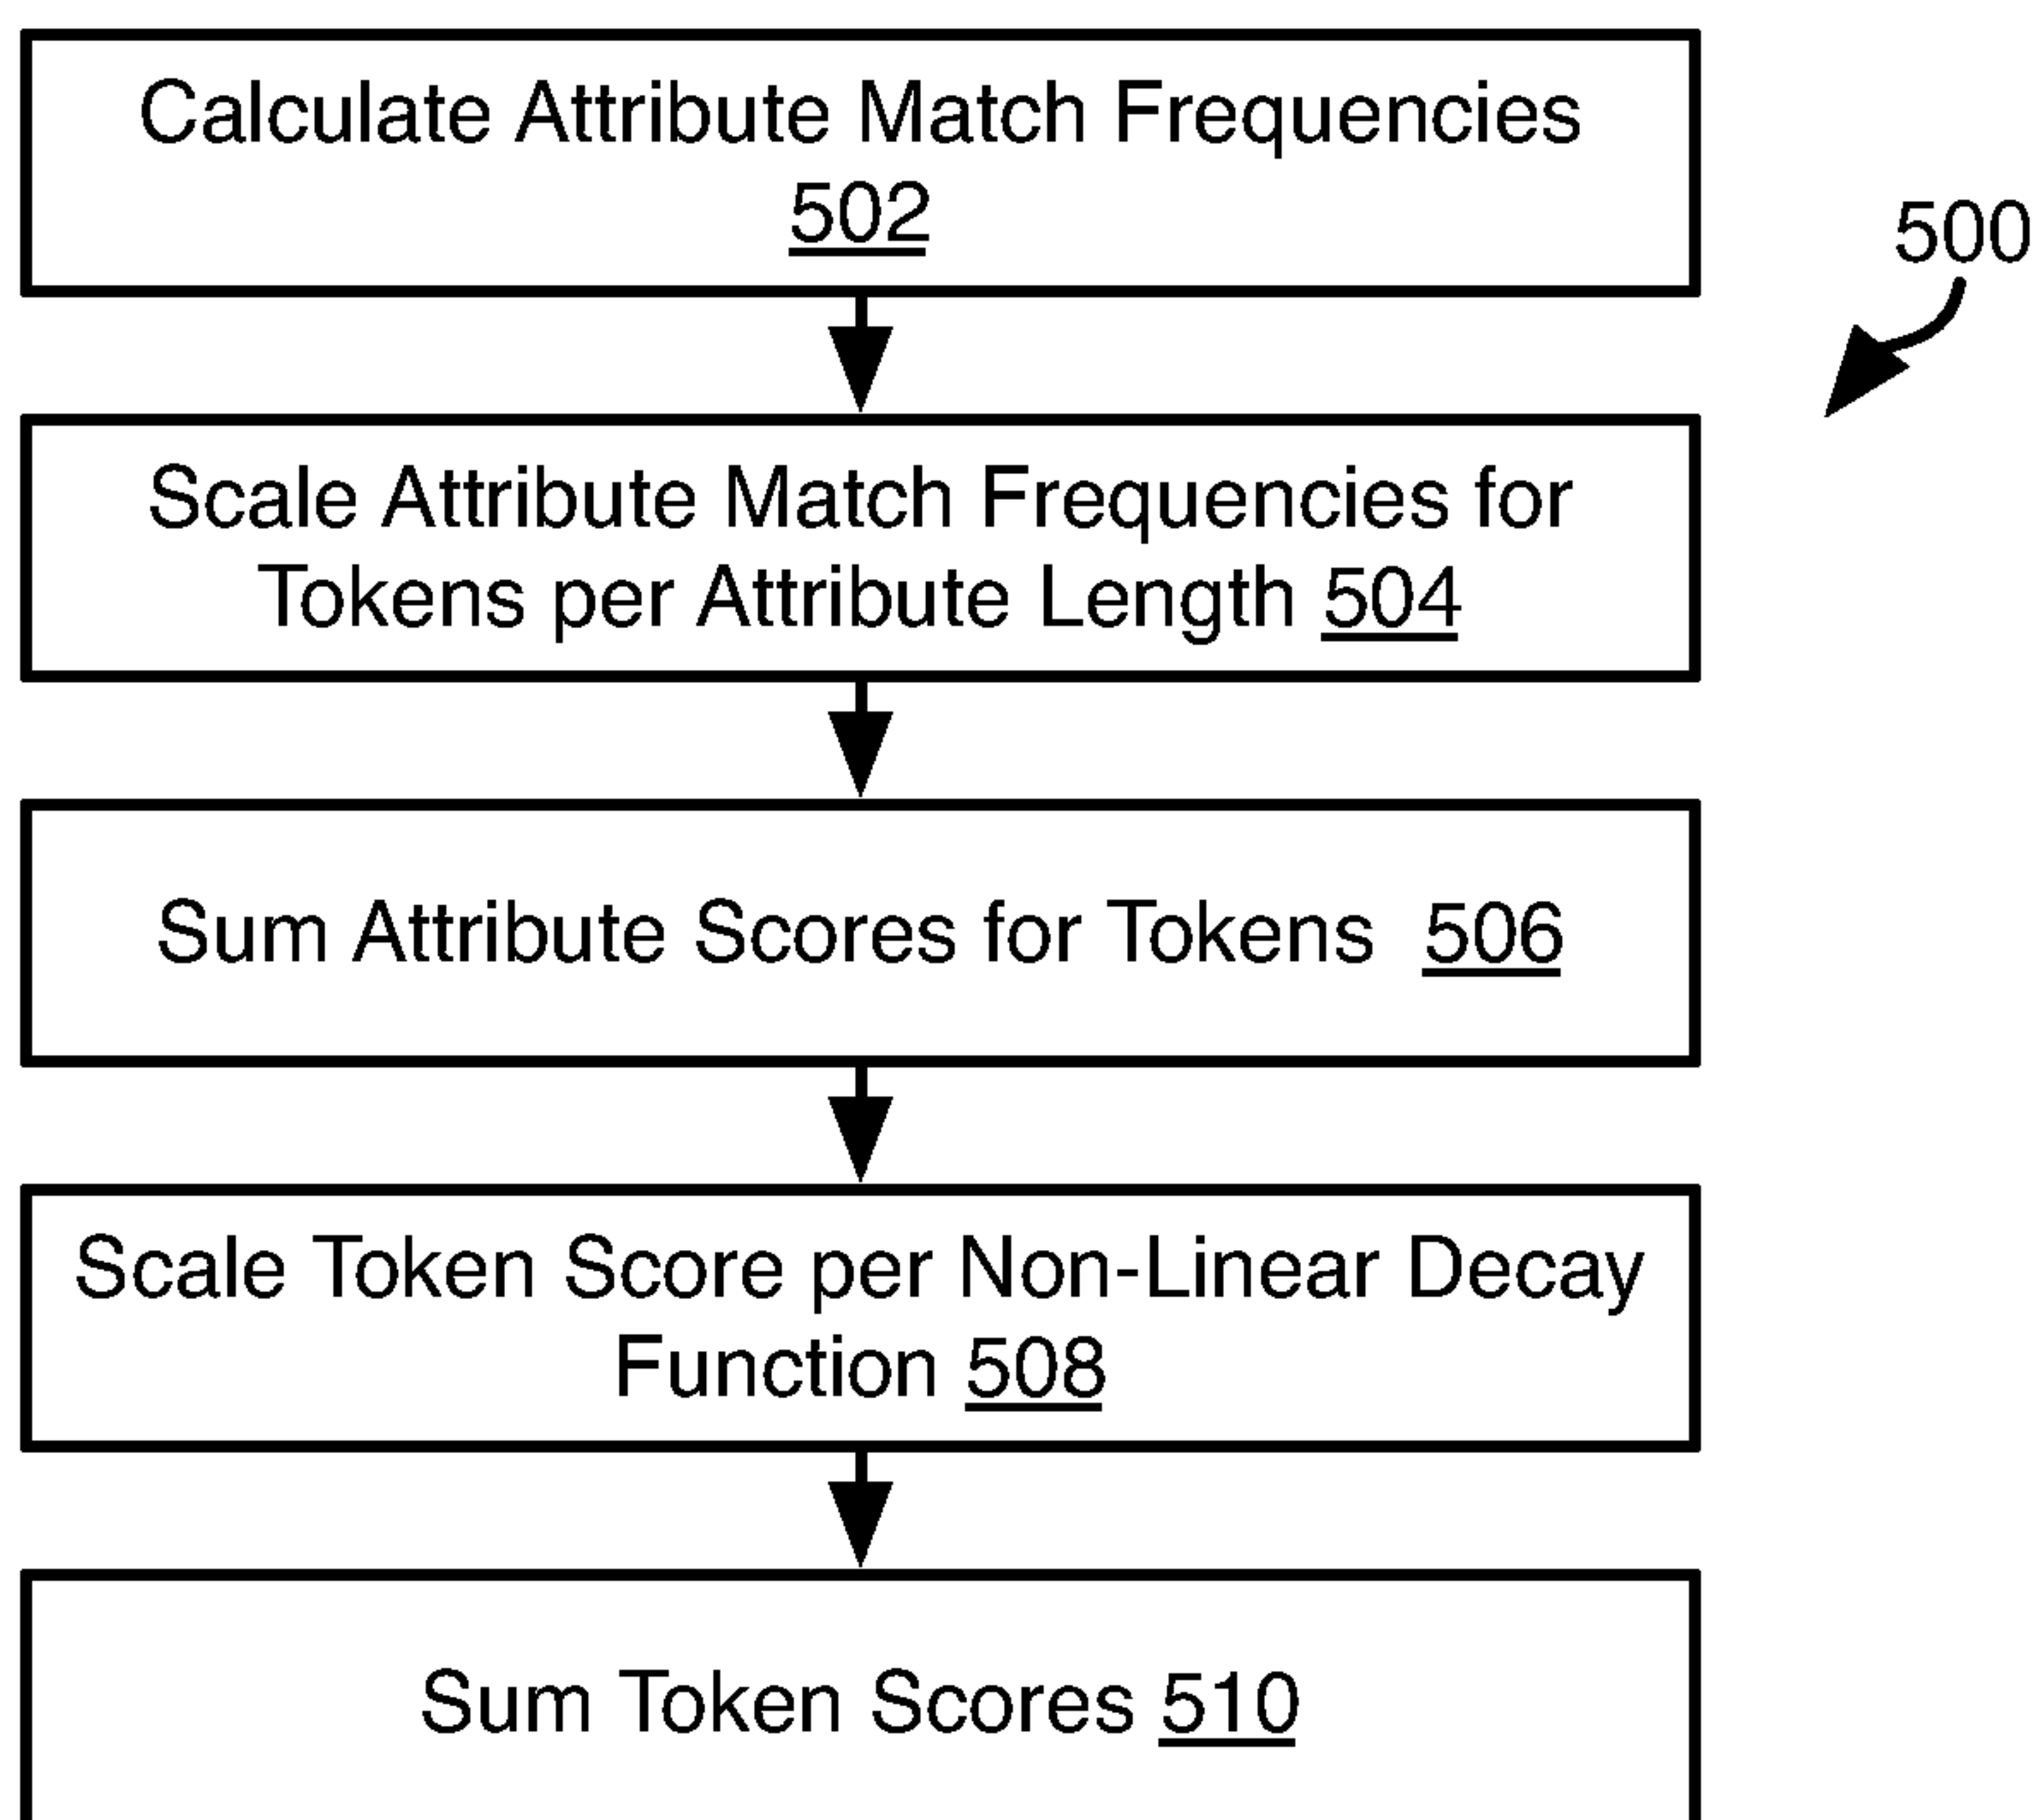 Calculate Attribute Match Frequencies
502
500
Scale Attribute Match Frequencies for
Tokens per Attribute Length 504
Sum Attribute Scores for Tokens 506
Scale Token Score per Non-Linear Decay
Function 508
Sum Token Scores 510